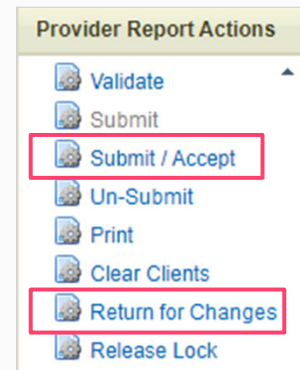 Provider Report Actions
Validate
Submit
Submit / Accept
Un-Submit
Print
Clear Clients
Return for Changes
Release Lock